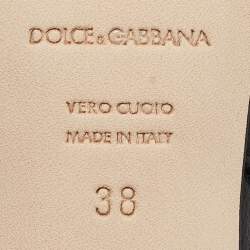 DOLCE & GABBANA
VERO CUOIO
MADE IN ITALY
38